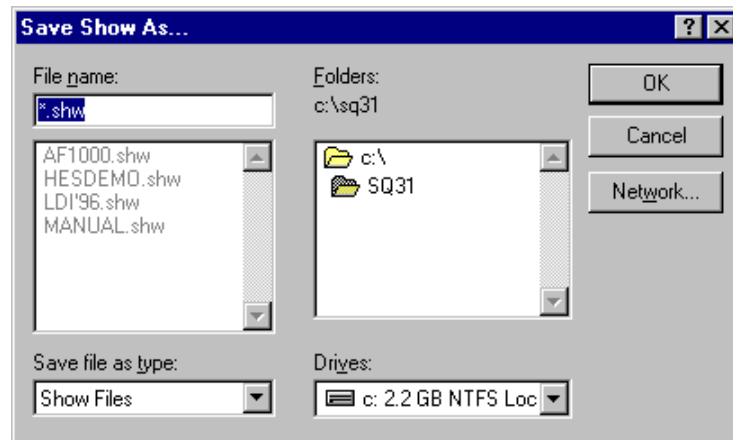 Save Show As...
File name:
*.shw
AF1000.shw
HESDEMO.shw
LDI'96.shw
MANUAL.shw
Save file as type:
Show Files
Folders:
c:\sq31
c:\
SQ31
Drives:
c: 2.2 GB NTFS Loc
OK
Cancel
Network...